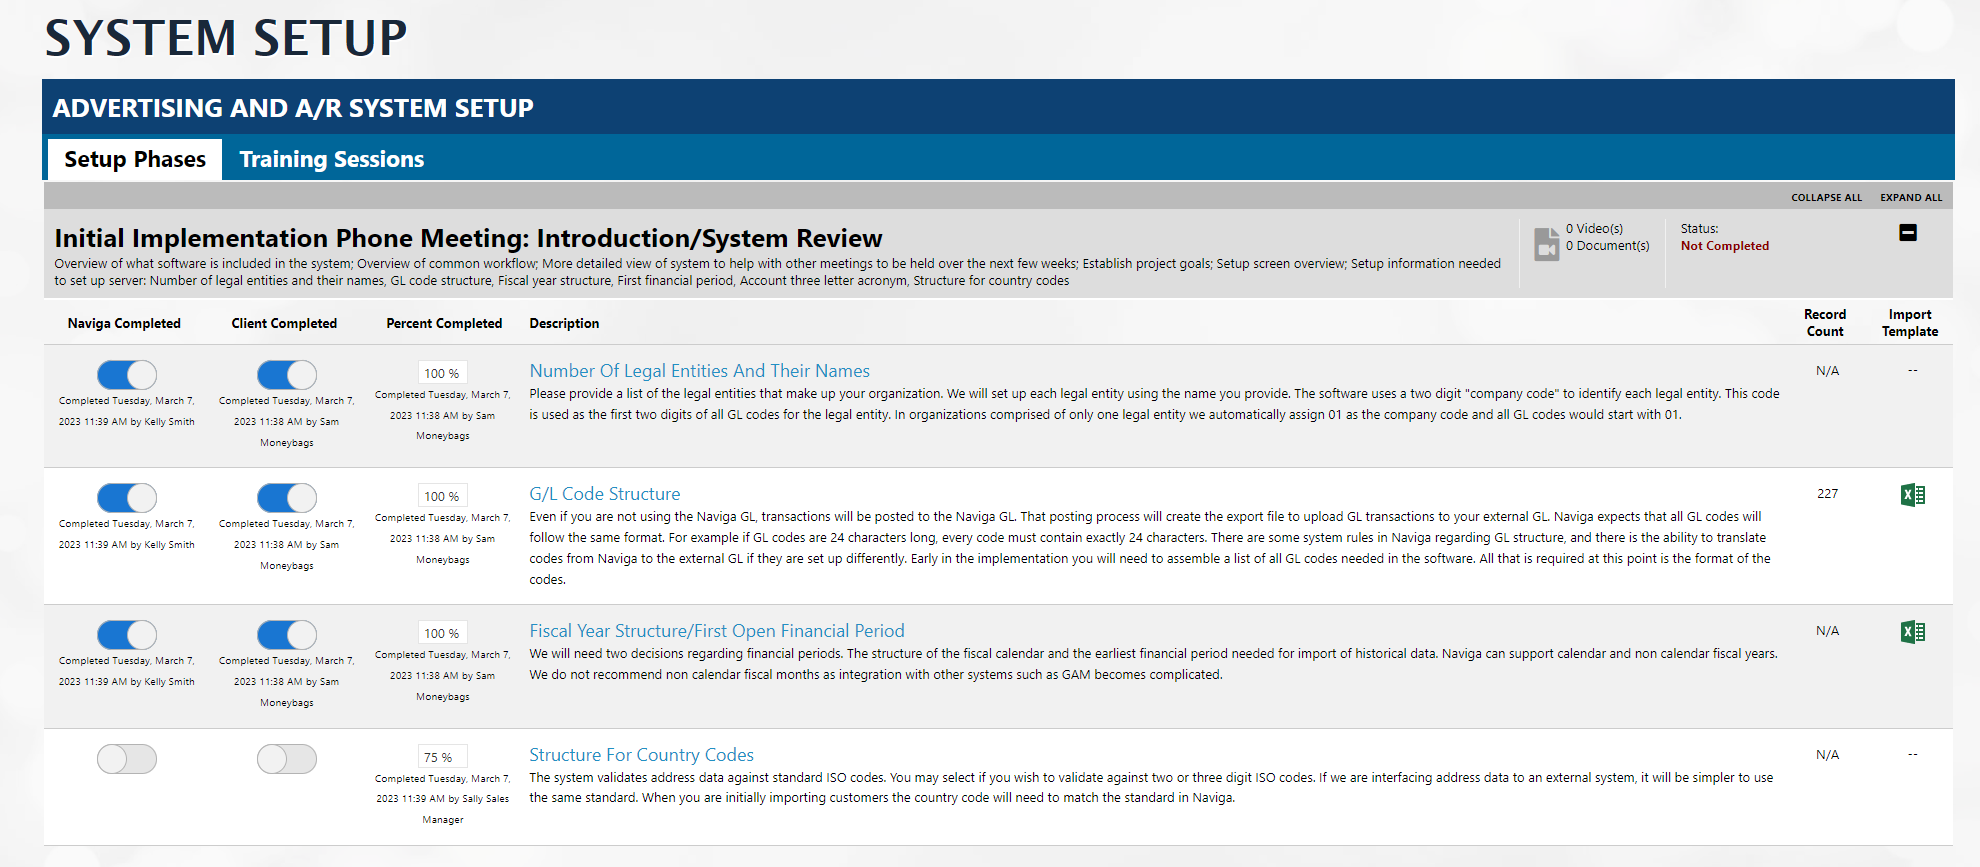 SYSTEM SETUP
ADVERTISING AND A/R SYSTEM SETUP
Setup Phases
Training Sessions
COLLAPSE ALL
EXPAND ALL
Initial Implementation Phone Meeting: Introduction/System Review
Overview of what software is included in the system; Overview of common workflow; More detailed view of system to help with other meetings to be held over the next few weeks; Establish project goals; Setup screen overview; Setup information needed
to set up server: Number of legal entities and their names, GL code structure, Fiscal year structure, First financial period, Account three letter acronym, Structure for country codes
0 Video(s)
0 Document(s)
Status:
Not Completed
Naviga Completed
Client Completed
Percent Completed
Description
Record
Count
Import
Template
Completed Tuesday, March 7,
2023 11:39 AM by Kelly Smith
Completed Tuesday, March 7,
2023 11:38 AM by Sam
Moneybags
100 %
Completed Tuesday, March 7,
2023 11:38 AM by Sam
Moneybags
Number Of Legal Entities And Their Names
Please provide a list of the legal entities that make up your organization. We will set up each legal entity using the name you provide. The software uses a two digit "company code" to identify each legal entity. This code
is used as the first two digits of all GL codes for the legal entity. In organizations comprised of only one legal entity we automatically assign 01 as the company code and all GL codes would start with 01.
N/A
--
Completed Tuesday, March 7,
2023 11:39 AM by Kelly Smith
Completed Tuesday, March 7,
2023 11:38 AM by Sam
Moneybags
100 %
Completed Tuesday, March 7,
2023 11:38 AM by Sam
Moneybags
G/L Code Structure
Even if you are not using the Naviga GL, transactions will be posted to the Naviga GL. That posting process will create the export file to upload GL transactions to your external GL. Naviga expects that all GL codes will
follow the same format. For example if GL codes are 24 characters long, every code must contain exactly 24 characters. There are some system rules in Naviga regarding GL structure, and there is the ability to translate
codes from Naviga to the external GL if they are set up differently. Early in the implementation you will need to assemble a list of all GL codes needed in the software. All that is required at this point is the format of the
codes.
227
Completed Tuesday, March 7,
2023 11:39 AM by Kelly Smith
Completed Tuesday, March 7,
2023 11:38 AM by Sam
Moneybags
100 %
Completed Tuesday, March 7,
2023 11:38 AM by Sam
Moneybags
Fiscal Year Structure/First Open Financial Period
We will need two decisions regarding financial periods. The structure of the fiscal calendar and the earliest financial period needed for import of historical data. Naviga can support calendar and non calendar fiscal years.
We do not recommend non calendar fiscal months as integration with other systems such as GAM becomes complicated.
N/A
75 %
Completed Tuesday, March 7,
2023 11:39 AM by Sally Sales
Manager
Structure For Country Codes
The system validates address data against standard ISO codes. You may select if you wish to validate against two or three digit ISO codes. If we are interfacing address data to an external system, it will be simpler to use
the same standard. When you are initially importing customers the country code will need to match the standard in Naviga.
N/A
--